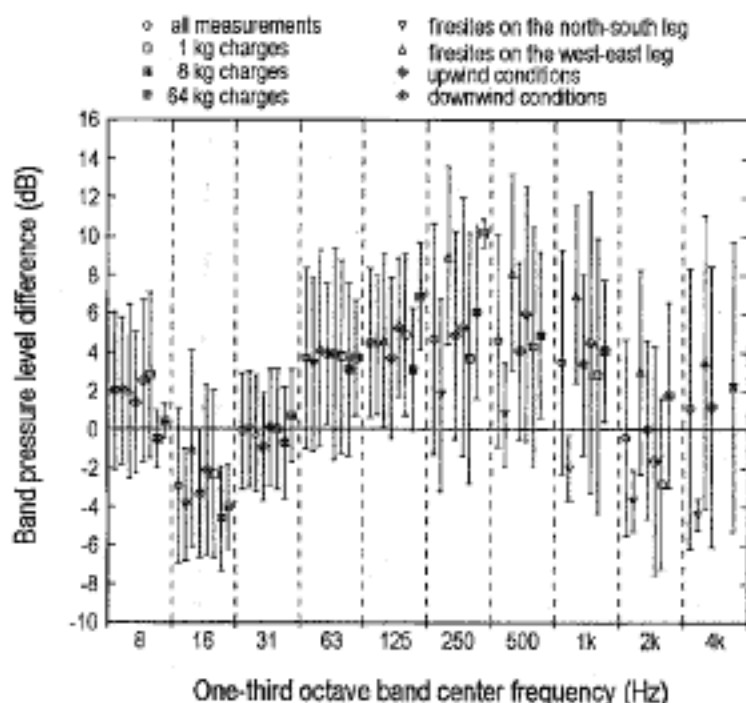 all measurements
1 kg charges
8 kg charges
64 kg charges
firesites on the north-south leg
firesites on the west-east leg
upwind conditions
downwind conditions
Band pressure level difference (dB)
16
14
12
10
8
6
4
2
0
-2
-4
-6
-8
-10
8 16 31 63 125 250 500 1k 2k 4k
One-third octave band center frequency (Hz)